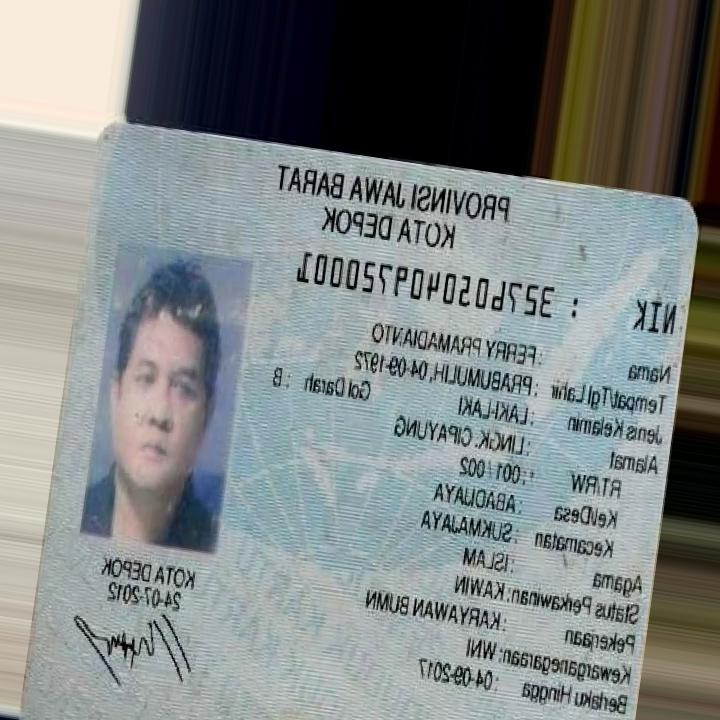 PROVINSI JAWA BARAT
KOTA DEPOK
NIK : 3276050409720001
Nama : FERRY PRAMADIANTO
Tempat/Tgl Lahir : PRABUMULIH, 04-09-1972
Jenis Kelamin : LAKI-LAKI Gol Darah : B
Alamat : LINGK. CIPAYUNG
RT/RW : 001/002
Kel/Desa : ABADIJAYA
Kecamatan : SUKMAJAYA
Agama : ISLAM
Status Perkawinan : KAWIN
Pekerjaan : KARYAWAN BUMN
Kewarganegaraan : WNI
Berlaku Hingga : 04-09-2017
KOTA DEPOK
24-07-2012